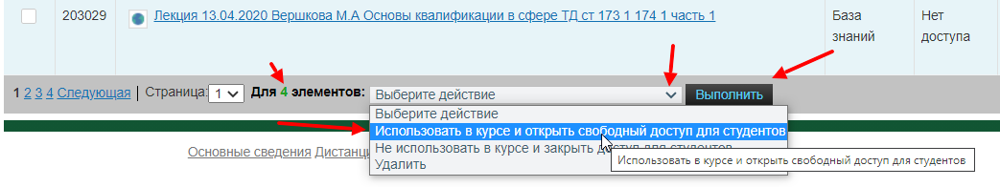 203029
Лекция 13.04.2020 Вершкова М.А Основы квалификации в сфере ТД ст 173 1 174 1 часть 1
База знаний
Нет доступа
1 2 3 4 Следующая | Страница: 1 Для 4 элементов: Выберите действие Выполнить
Выберите действие
Использовать в курсе и открыть свободный доступ для студентов
Не использовать в курсе и закрыть доступ для студентов
Удалить
Основные сведения Дистанци
Использовать в курсе и открыть свободный доступ для студентов